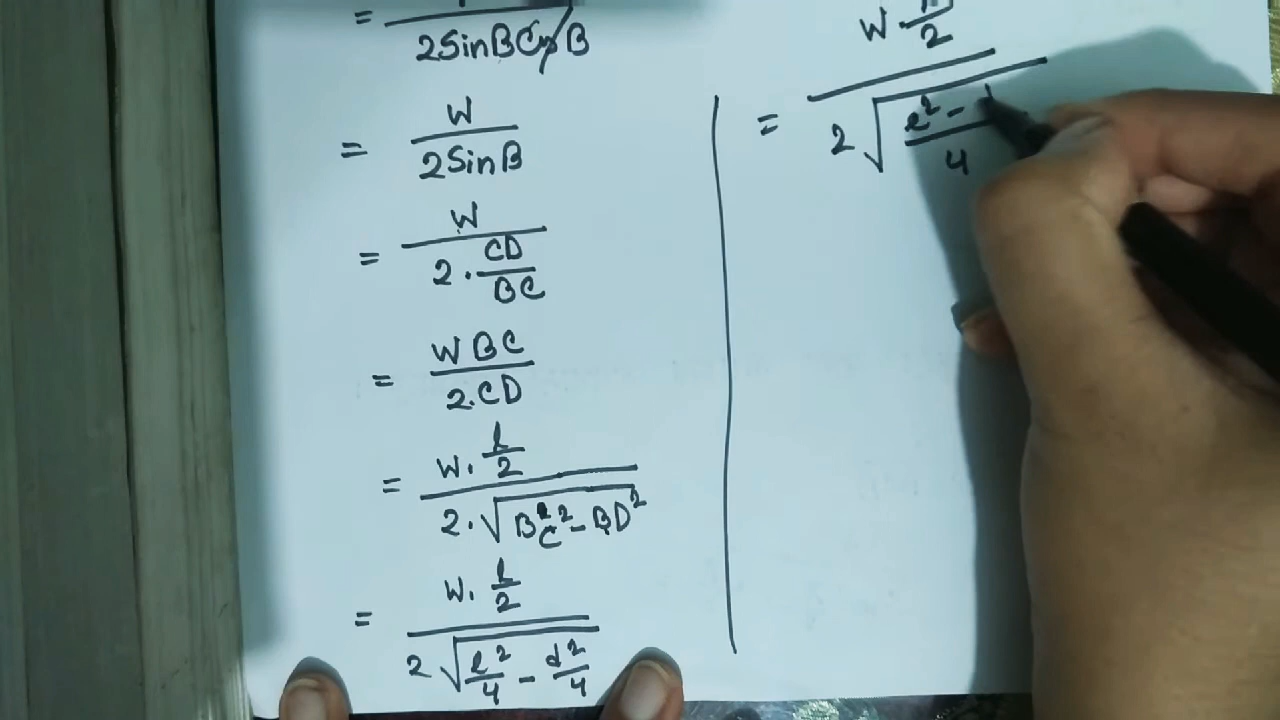 = / 2SinBCosB
= W / 2SinB
= W / 2 · CD/BC
= W BC / 2.CD
= W. l/2 / 2. √BC² - BD²
= W. l/2 / 2 √l²/4 - d²/4
= W · /2 / 2 √l² - /4